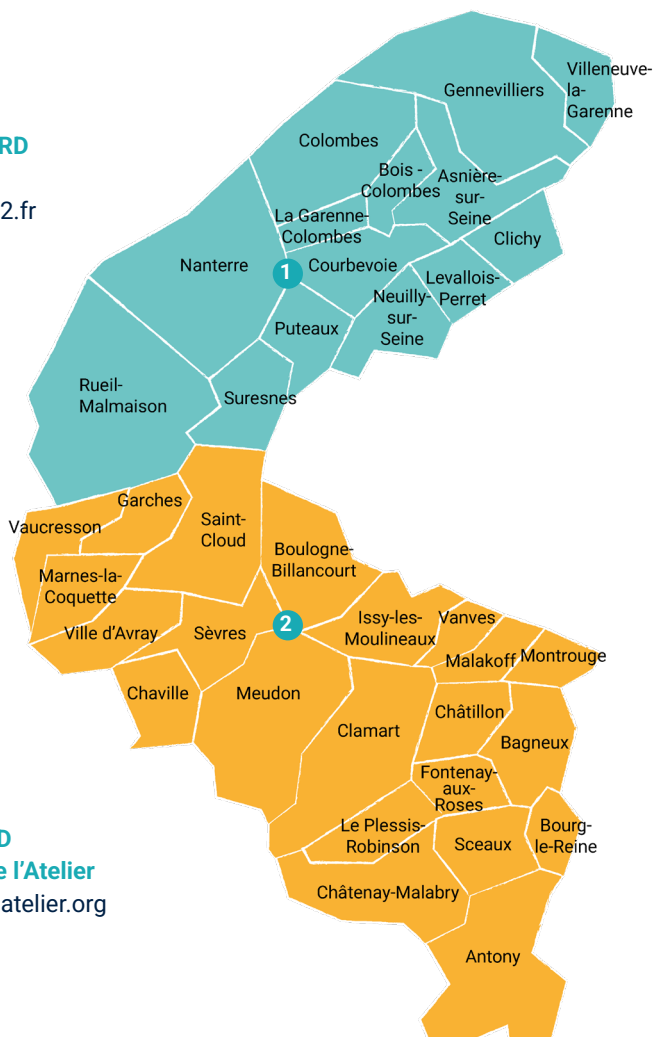 Villeneuve-
la-
Garenne
Gennevilliers
RD
Colombes
2.fr
Bois -
Colombes
Asnière-
sur-
Seine
La Garenne-
Colombes
Clichy
Nanterre
1
Courbevoie
Levallois-
Perret
Neuilly-
sur-
Seine
Puteaux
Rueil-
Malmaison
Suresnes
Garches
Vaucresson
Saint-
Cloud
Boulogne-
Billancourt
Marnes-la-
Coquette
Ville d'Avray
Sèvres
2
Issy-les-
Moulineaux
Vanves
Malakoff
Montrouge
Chaville
Meudon
Clamart
Châtillon
Bagneux
Fontenay-
aux-
Roses
Le Plessis-
Robinson
Sceaux
Bourg-
le-Reine
D
e l'Atelier
atelier.org
Châtenay-Malabry
Antony